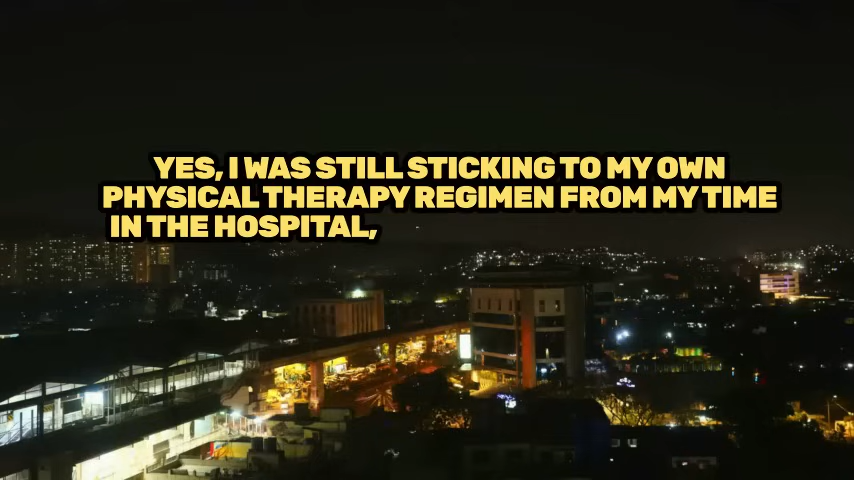 YES, I WAS STILL STICKING TO MY OWN
PHYSICAL THERAPY REGIMEN FROM MY TIME
IN THE HOSPITAL,